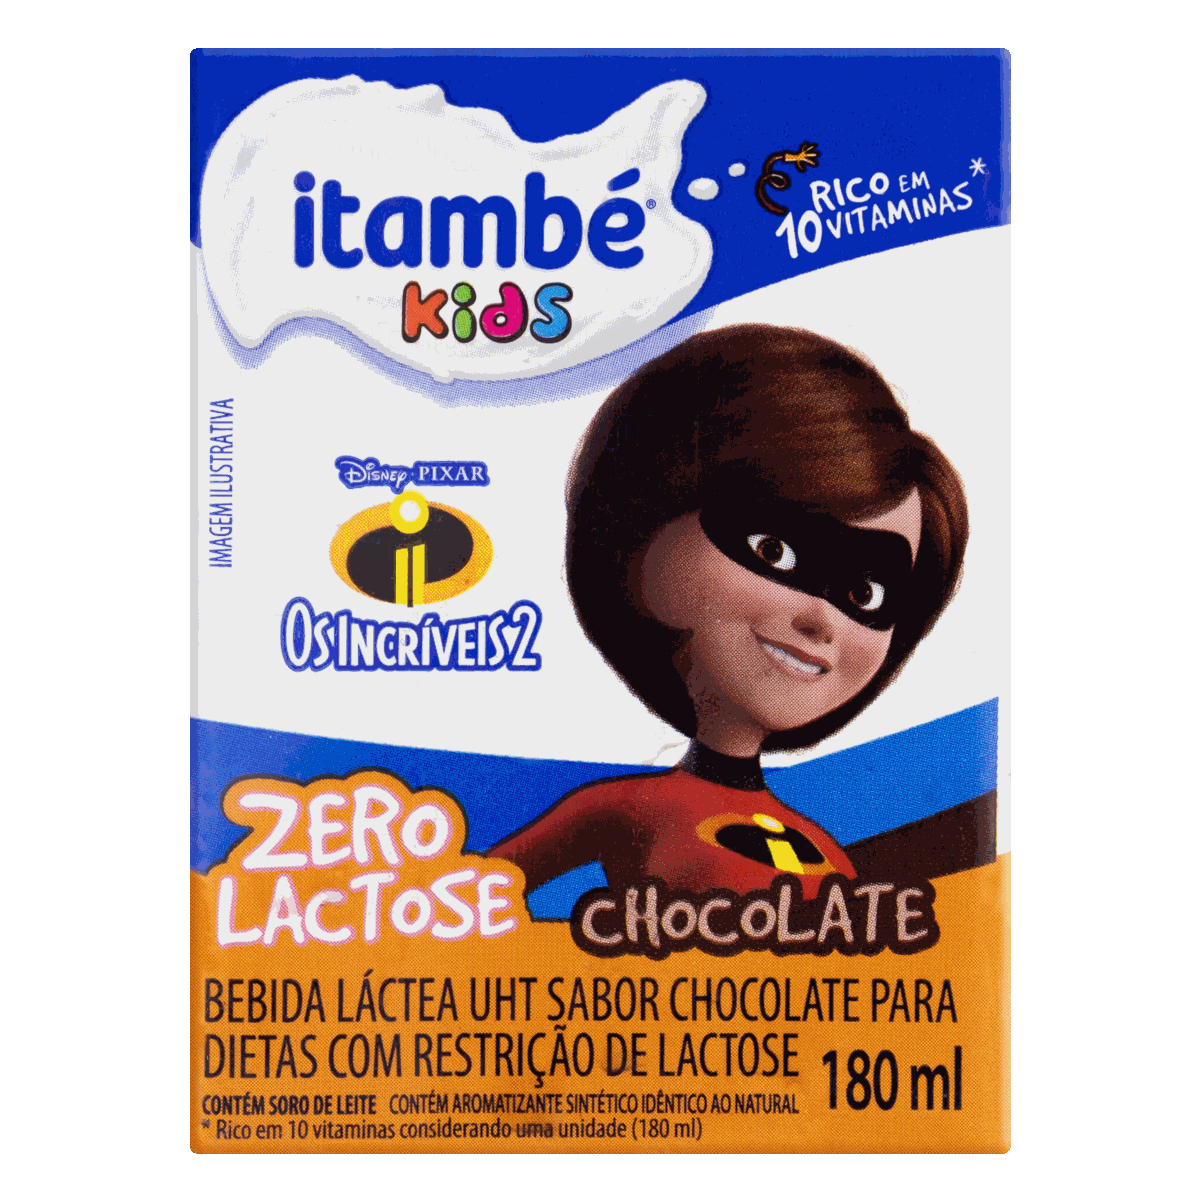 itambé®
Kids
RICO EM
10 VITAMINAS*
IMAGEM ILUSTRATIVA
Disney·PIXAR
OS INCRÍVEIS 2
ZERO
LACTOSE
CHOCOLATE
BEBIDA LÁCTEA UHT SABOR CHOCOLATE PARA
DIETAS COM RESTRIÇÃO DE LACTOSE
180 ml
CONTÉM SORO DE LEITE CONTÉM AROMATIZANTE SINTÉTICO IDÊNTICO AO NATURAL
* Rico em 10 vitaminas considerando uma unidade (180 ml)